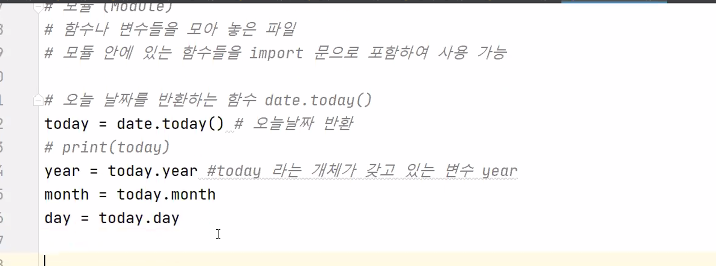 # 모듈 (Module)
# 함수나 변수들을 모아 놓은 파일
# 모듈 안에 있는 함수들을 import 문으로 포함하여 사용 가능
# 오늘 날짜를 반환하는 함수 date.today()
today = date.today() # 오늘날짜 반환
# print(today)
year = today.year #today 라는 개체가 갖고 있는 변수 year
month = today.month
day = today.day